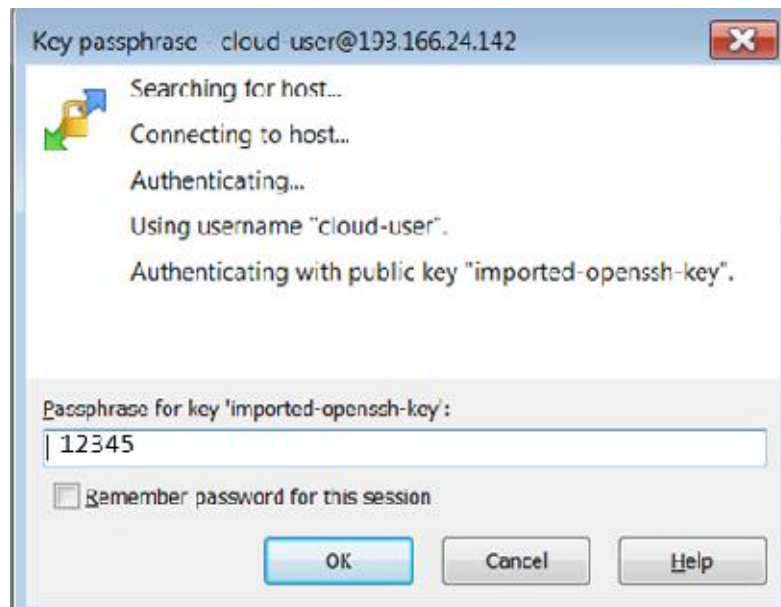 Key passphrase - cloud-user@193.166.24.142
Searching for host...
Connecting to host...
Authenticating...
Using username "cloud-user".
Authenticating with public key "imported-openssh-key".
Passphrase for key 'imported-openssh-key':
12345
Remember password for this session
OK Cancel Help